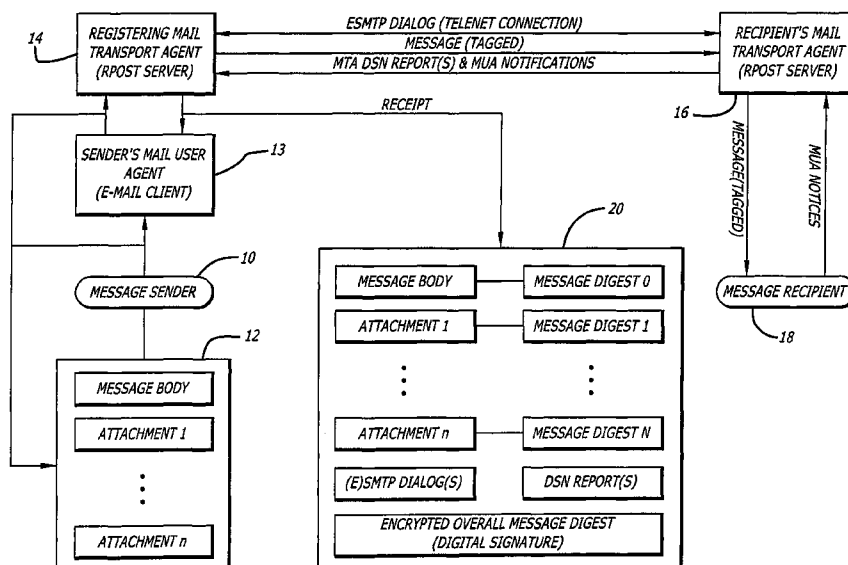 14
REGISTERING MAIL
TRANSPORT AGENT
(RPOST SERVER)
ESMTP DIALOG (TELENET CONNECTION)
MESSAGE (TAGGED)
MTA DSN REPORT(S) & MUA NOTIFICATIONS
RECIPIENT'S MAIL
TRANSPORT AGENT
(RPOST SERVER)
16
RECEIPT
SENDER'S MAIL USER
AGENT
(E-MAIL CLIENT)
13
MESSAGE(TAGGED)
MUA NOTICES
10
MESSAGE SENDER
20
MESSAGE RECIPIENT
18
12
MESSAGE BODY
ATTACHMENT 1
ATTACHMENT n
MESSAGE BODY
MESSAGE DIGEST 0
ATTACHMENT 1
MESSAGE DIGEST 1
ATTACHMENT n
MESSAGE DIGEST N
(E)SMTP DIALOG(S)
DSN REPORT(S)
ENCRYPTED OVERALL MESSAGE DIGEST
(DIGITAL SIGNATURE)